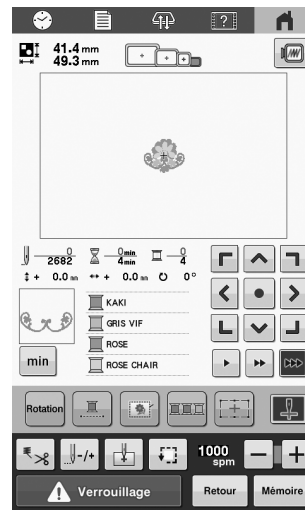 ?
41.4 mm
49.3 mm
0
2682
0 min
4 min
0
4
+ 0.0 mm + 0.0 mm 0°
KAKI
GRIS VIF
ROSE
ROSE CHAIR
min
Rotation
-/+
1000
spm
- +
Verrouillage
Retour
Mémoire